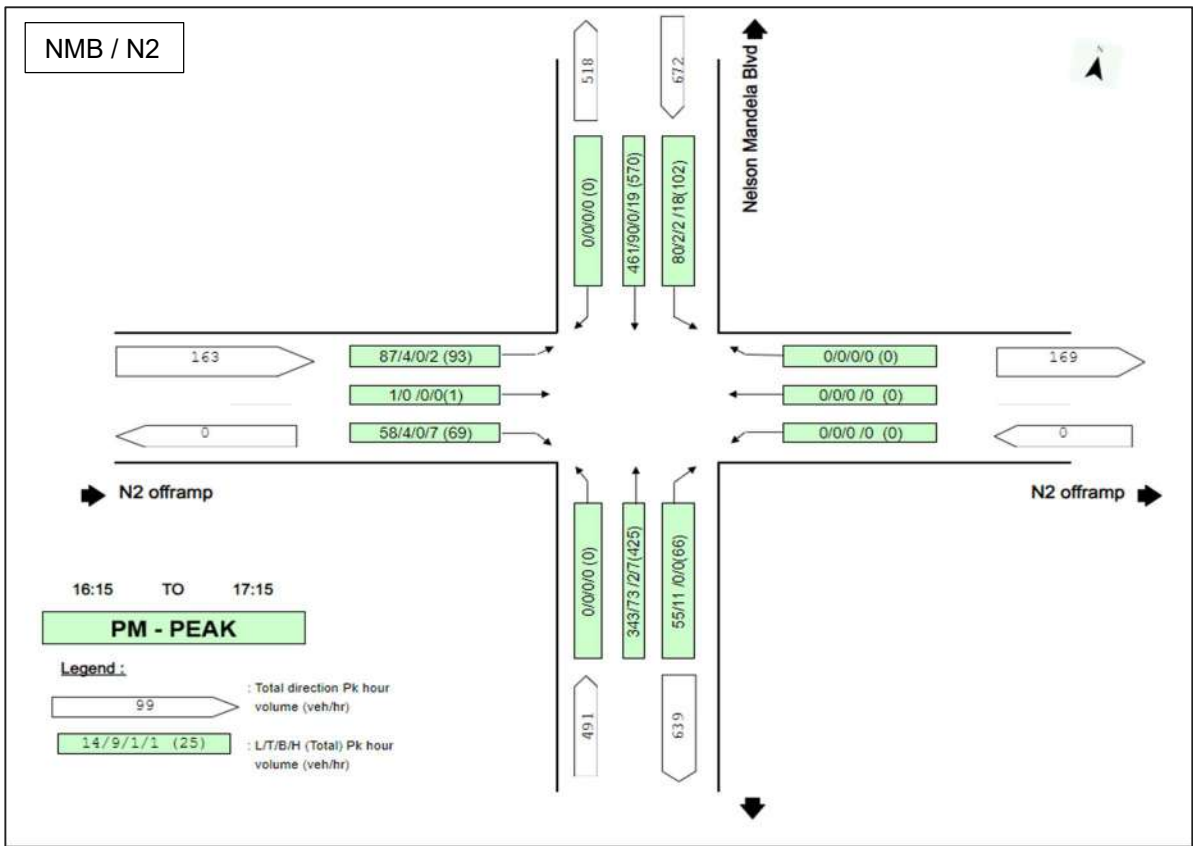 NMB / N2
518
672
Nelson Mandela Blvd
N
0/0/0/0 (0)
461/90/0/19 (570)
80/2/2 /18(102)
163
87/4/0/2 (93)
0/0/0/0 (0)
169
1/0 /0/0(1)
0/0/0 /0 (0)
0
58/4/0/7 (69)
0/0/0 /0 (0)
0
N2 offramp
N2 offramp
0/0/0/0 (0)
343/73 /2/7(425)
55/11 /0/0(66)
16:15 TO 17:15
PM - PEAK
Legend :
99
: Total direction Pk hour
volume (veh/hr)
14/9/1/1 (25)
: L/T/B/H (Total) Pk hour
volume (veh/hr)
491
639